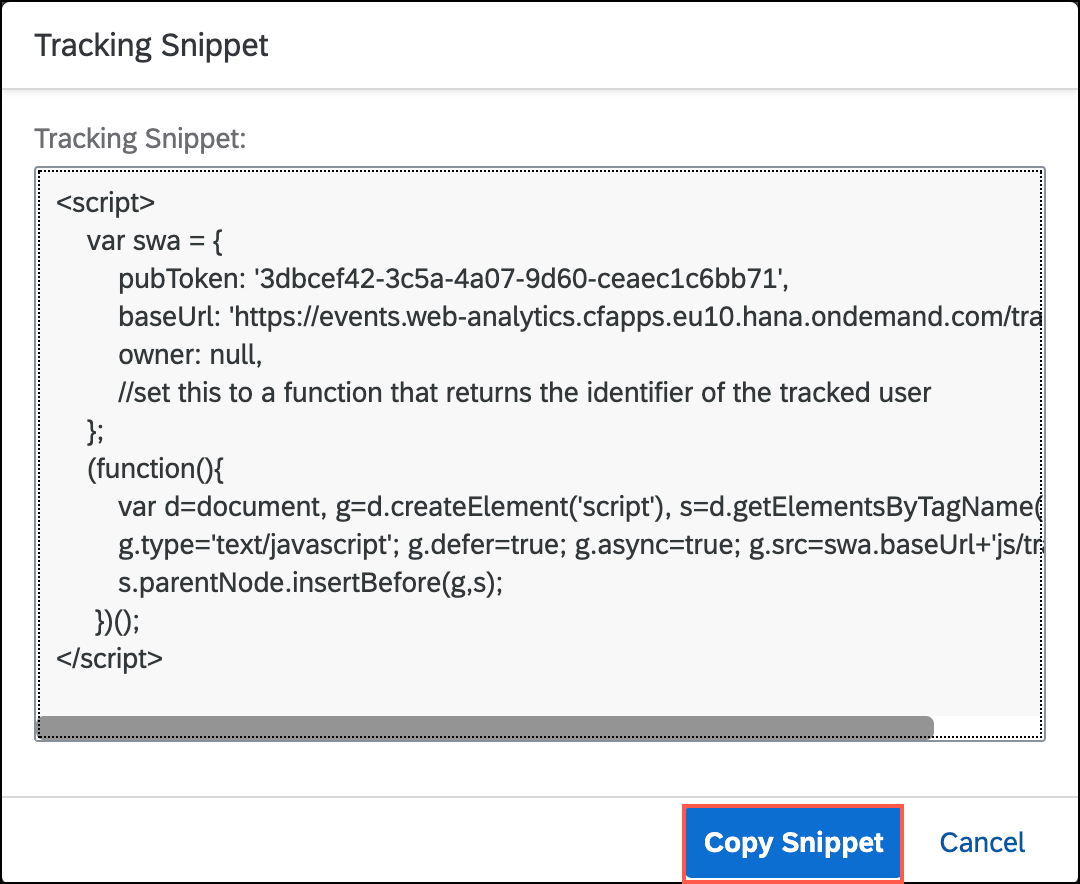 Tracking Snippet
Tracking Snippet:
<script>
var swa = {
pubToken: '3dbcef42-3c5a-4a07-9d60-ceaec1c6bb71',
baseUrl: 'https://events.web-analytics.cfapps.eu10.hana.ondemand.com/tra
owner: null,
//set this to a function that returns the identifier of the tracked user
};
(function(){
var d=document, g=d.createElement('script'), s=d.getElementsByTagName(
g.type='text/javascript'; g.defer=true; g.async=true; g.src=swa.baseUrl+'js/tr
s.parentNode.insertBefore(g,s);
})();
</script>
Copy Snippet
Cancel